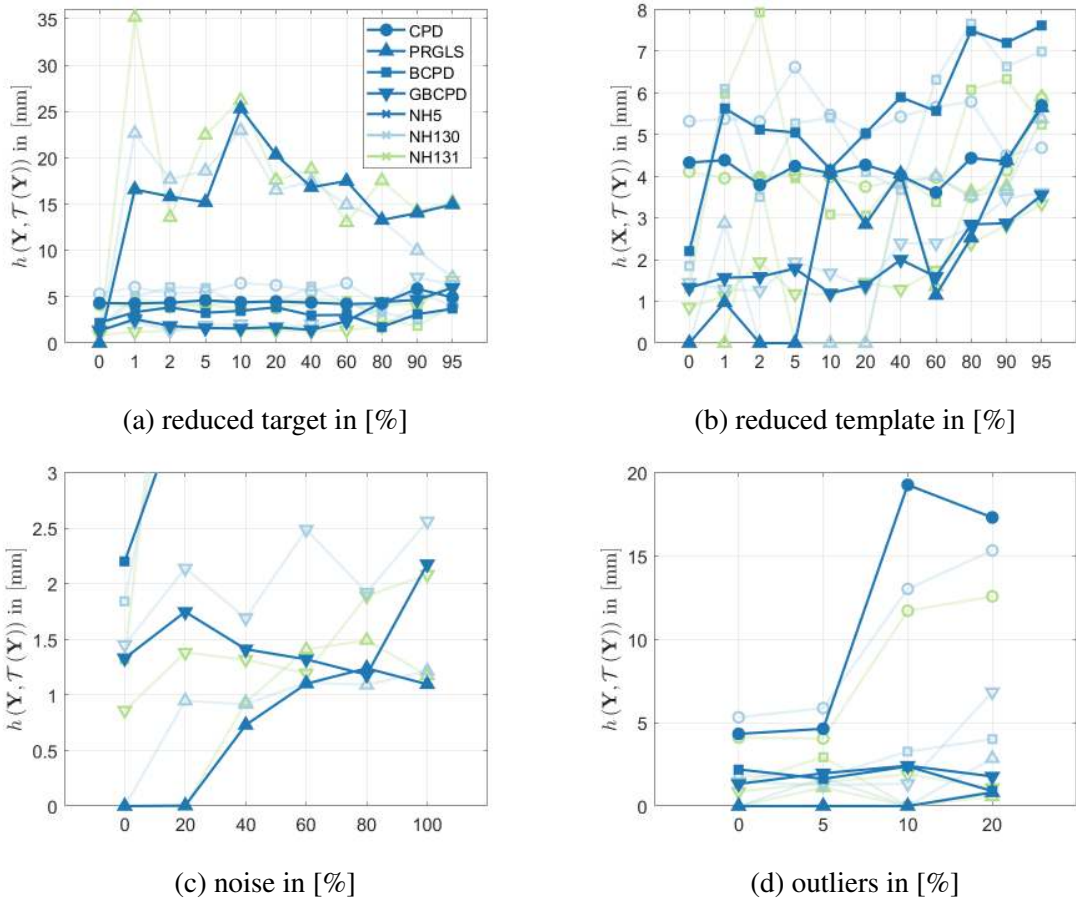 h (Y, T (Y)) in [mm]
35
30
25
20
15
10
5
0
0 1 2 5 10 20 40 60 80 90 95
CPD
PRGLS
BCPD
GBCPD
NH5
NH130
NH131
(a) reduced target in [%]
h (X, T (Y)) in [mm]
8
7
6
5
4
3
2
1
0
0 1 2 5 10 20 40 60 80 90 95
(b) reduced template in [%]
h (Y, T (Y)) in [mm]
3
2.5
2
1.5
1
0.5
0
0 20 40 60 80 100
(c) noise in [%]
h (Y, T (Y)) in [mm]
20
15
10
5
0
0 5 10 20
(d) outliers in [%]